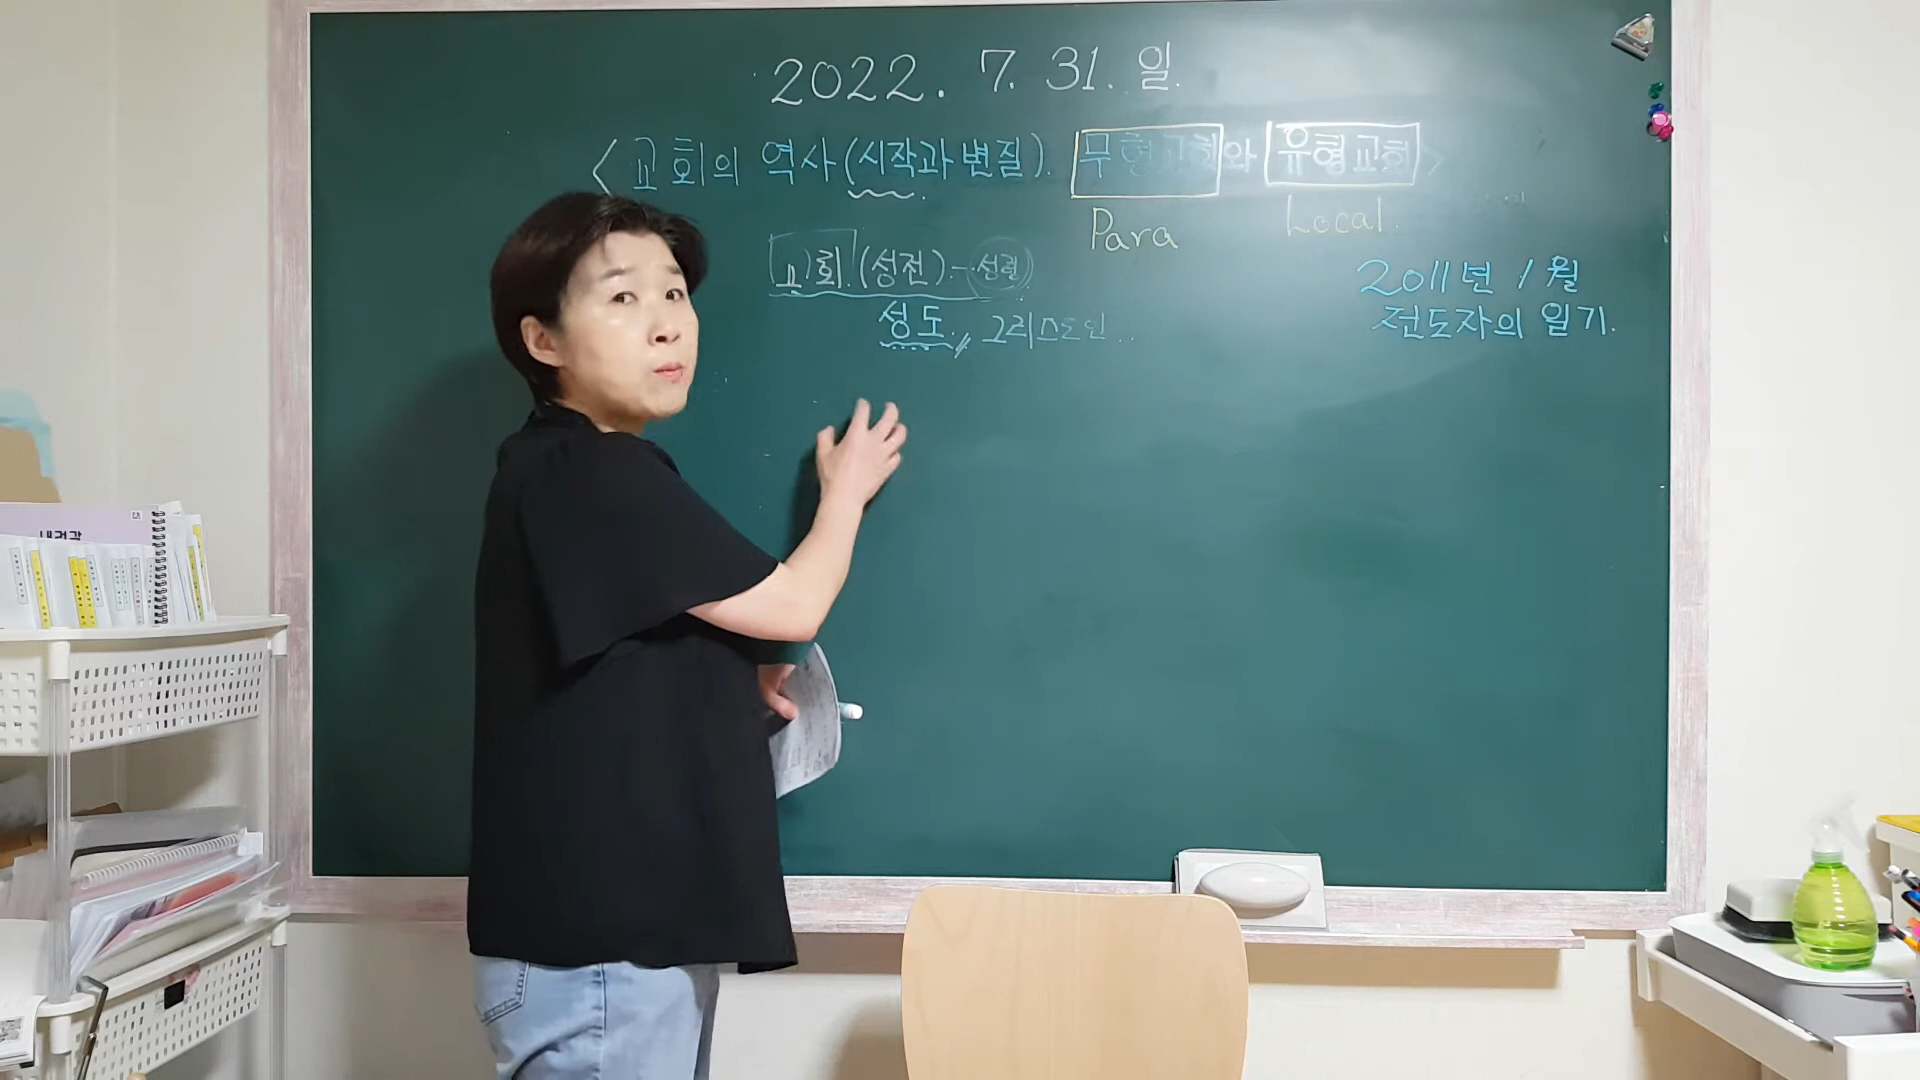 2022. 7. 31. 일.
<교회의 역사(시작과 변질). 무형교회와 유형교회>
Para Local.
교회.(성전).-성령
성도. 그리스도인..
2011년 1월
전도자의 일기.